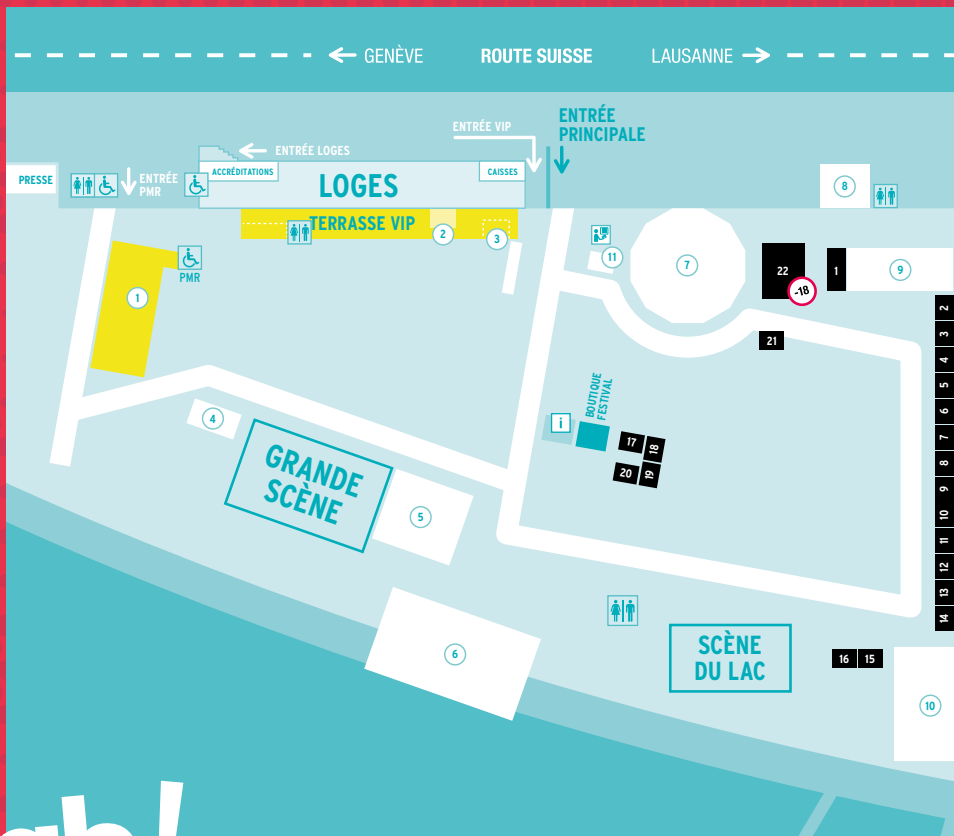 GENÈVE
ROUTE SUISSE
LAUSANNE
ENTRÉE
PRINCIPALE
ENTRÉE VIP
ENTRÉE LOGES
PRESSE
ENTRÉE
PMR
ACCRÉDITATIONS
LOGES
CAISSES
TERRASSE VIP
2
3
8
11
7
22
-18
1
9
PMR
1
21
2
3
4
5
6
7
8
9
10
11
12
13
14
BOUTIQUE
FESTIVAL
i
17
18
20
19
4
GRANDE
SCÈNE
5
6
SCÈNE
DU LAC
16
15
10